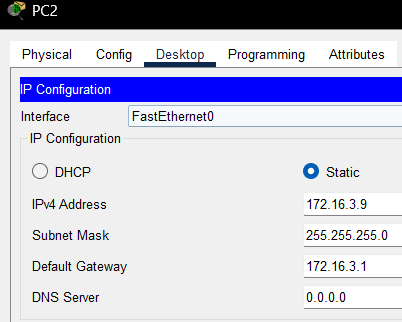 PC2
Physical Config Desktop Programming Attributes
IP Configuration
Interface FastEthernet0
IP Configuration
DHCP Static
IPv4 Address 172.16.3.9
Subnet Mask 255.255.255.0
Default Gateway 172.16.3.1
DNS Server 0.0.0.0